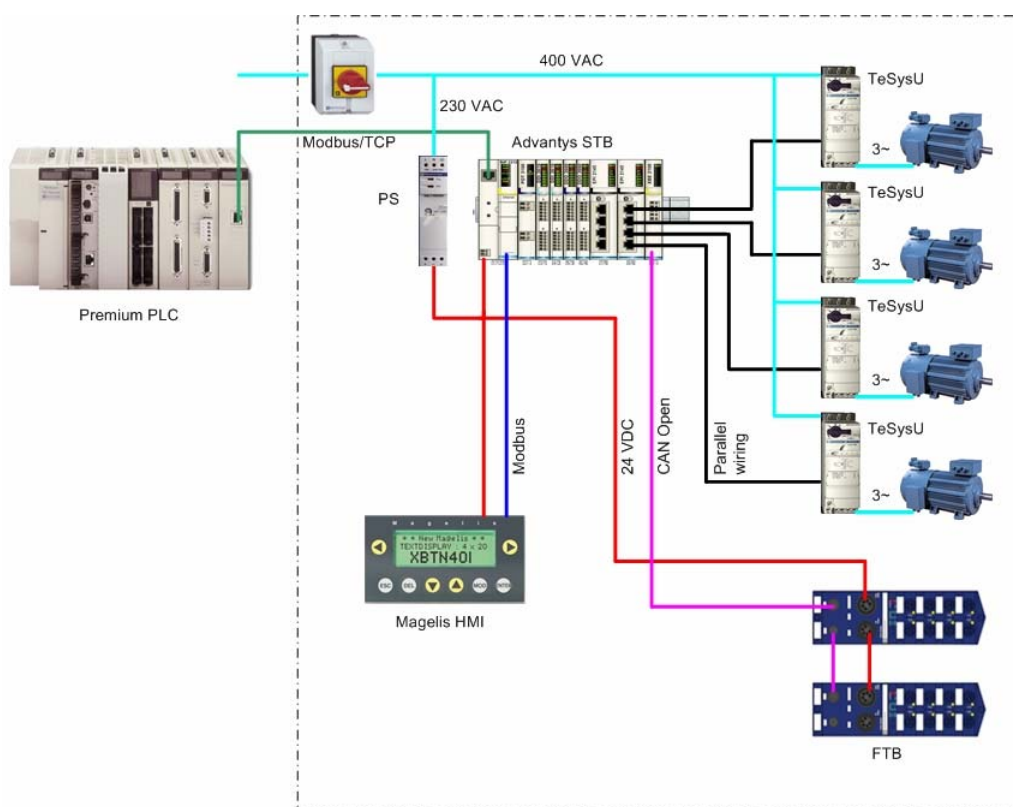 400 VAC
TeSysU
230 VAC
Modbus/TCP
Advantys STB
3~
PS
TeSysU
3~
Premium PLC
TeSysU
3~
Modbus
24 VDC
CAN Open
Parallel
wiring
TeSysU
3~
M a g e l i s
* * New Magelis * *
TEXTDISPLAY : 4 x 20
XBTN401
ESC
DEL
MOD
ENTER
Magelis HMI
FTB